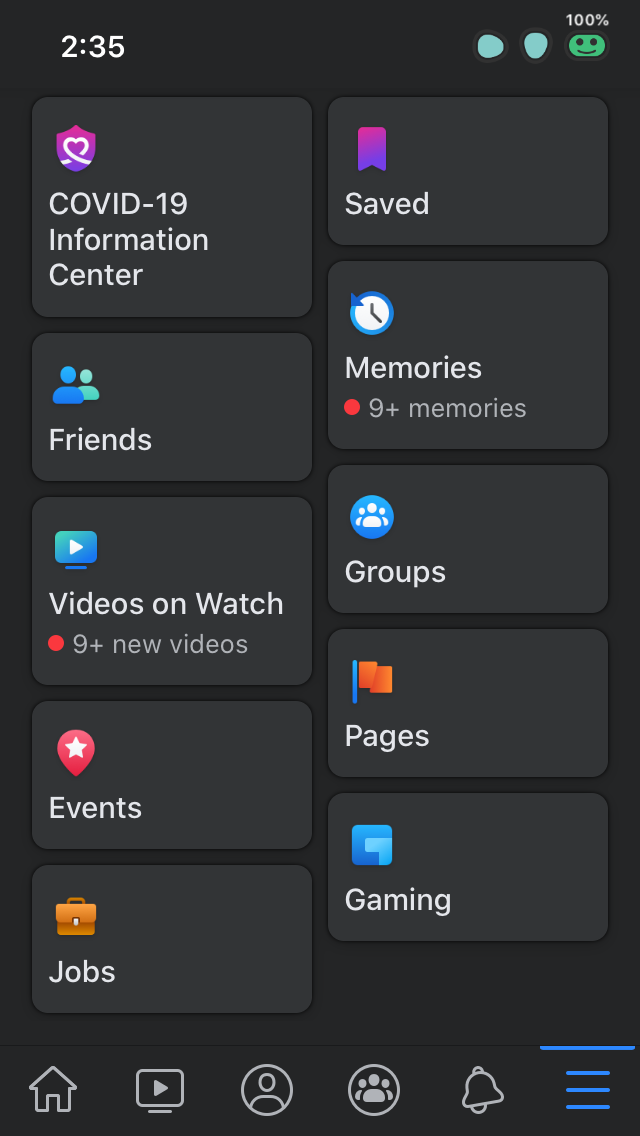 100%
2:35
COVID-19
Information
Center
Saved
Memories
9+ memories
Friends
Groups
Videos on Watch
9+ new videos
Pages
Events
Gaming
Jobs